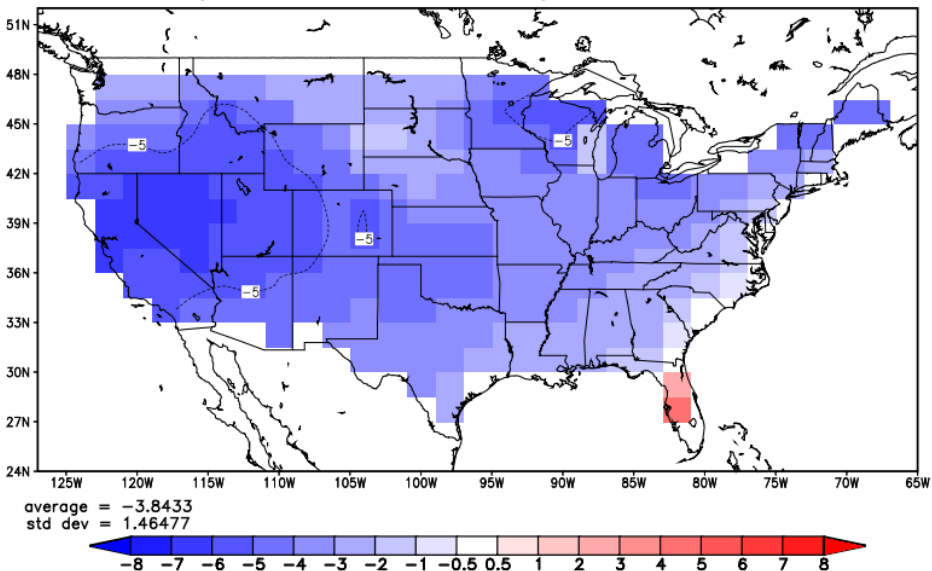 51N
48N
45N
42N
39N
36N
33N
30N
27N
24N
-5
-5
-5
-5
125W 120W 115W 110W 105W 100W 95W 90W 85W 80W 75W 70W 65W
average = -3.8433
std dev = 1.46477
-8 -7 -6 -5 -4 -3 -2 -1 -0.5 0.5 1 2 3 4 5 6 7 8